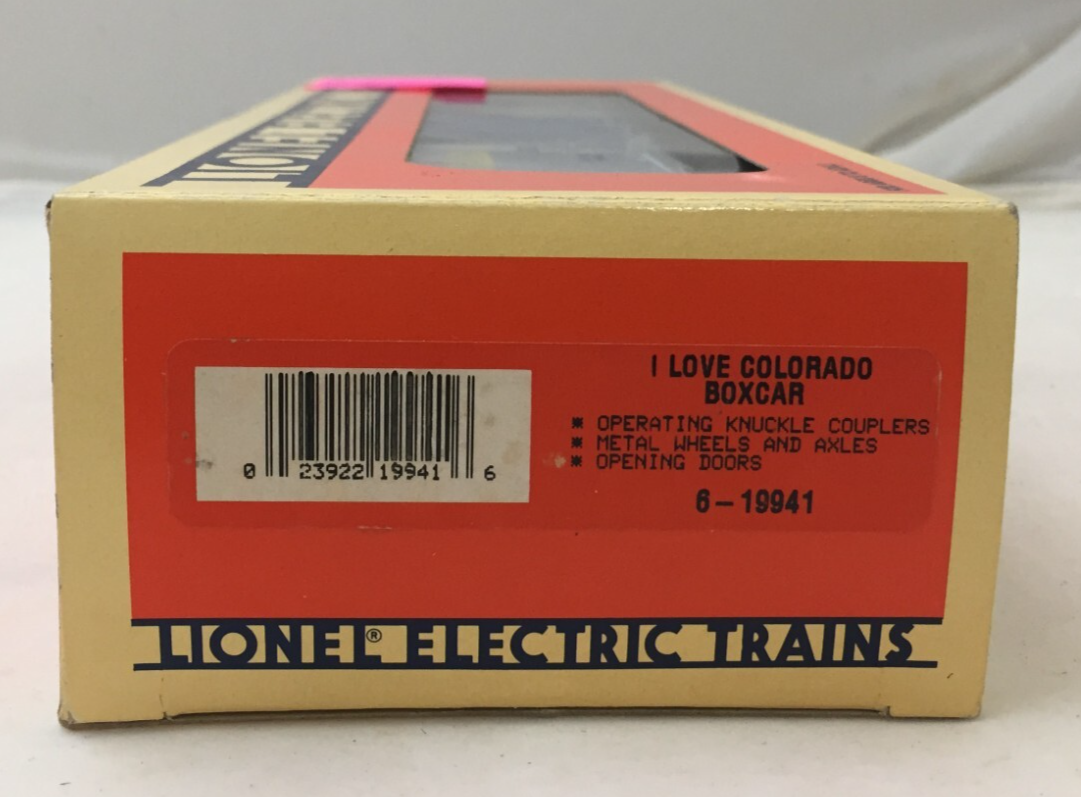 I LOVE COLORADO
BOXCAR
* OPERATING KNUCKLE COUPLERS
* METAL WHEELS AND AXLES
* OPENING DOORS
6-19941
0 23922 19941 6
LIONEL® ELECTRIC TRAINS